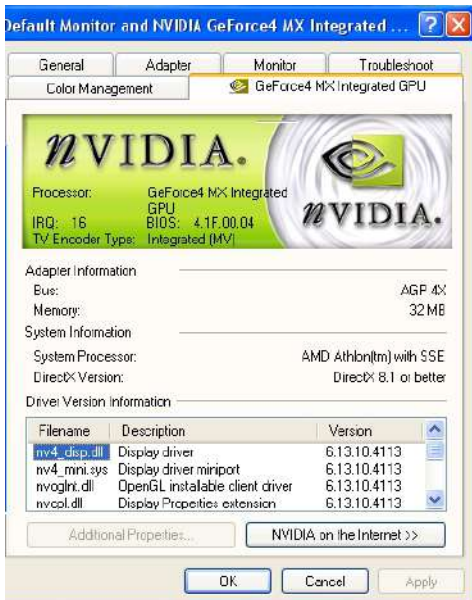 Default Monitor and NVIDIA GeForce4 MX Integrated ...
General Adapter Monitor Troubleshoot
Color Management GeForce4 MX Integrated GPU
NVIDIA.
NVIDIA.
Processor: GeForce4 MX Integrated
GPU
IRQ: 16 BIOS: 4.1F.00.04
TV Encoder Type: Integrated (MV)
Adapter Information
Bus: AGP 4X
Memory: 32 MB
System Information
System Processor: AMD Athlon(tm) with SSE
DirectX Version: DirectX 8.1 or better
Driver Version Information
Filename Description Version
nv4_disp.dll Display driver 6.13.10.4113
nv4_mini.sys Display driver miniport 6.13.10.4113
nvoglnt.dll OpenGL installable client driver 6.13.10.4113
nvcpl.dll Display Properties extension 6.13.10.4113
Additional Properties... NVIDIA on the Internet >>
OK Cancel Apply